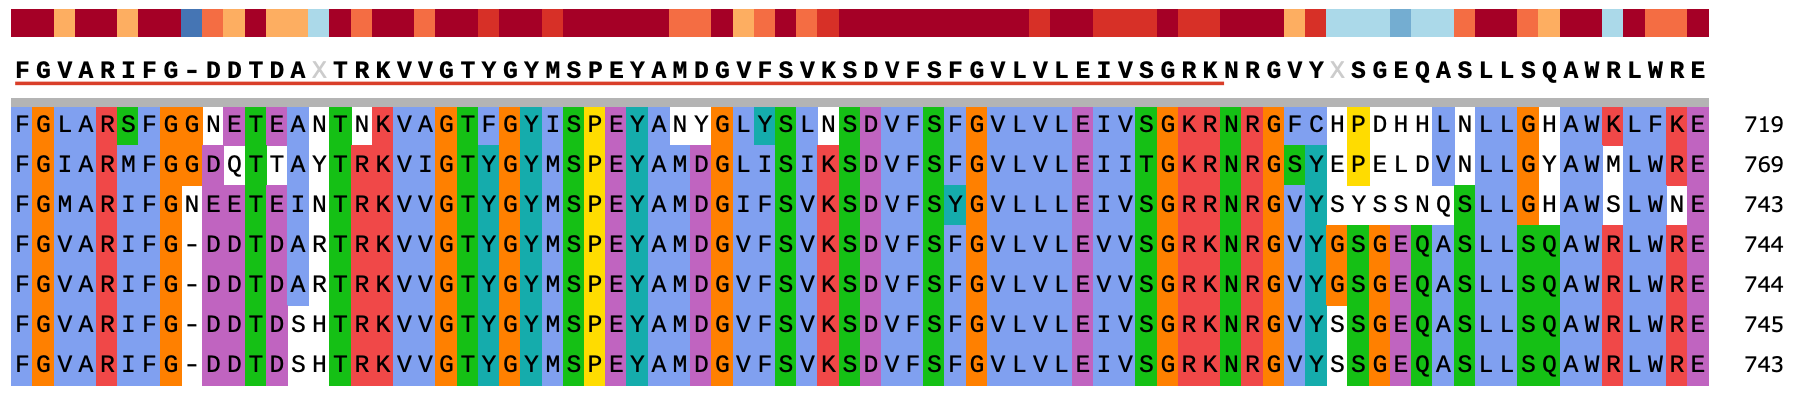 FGVARIFG-DDTDAXTRKVVGTYGYMSPEYAMDGVFSVKSDVFSFGVLVLEIVSGRKNRGVYXSGEQASLLSQAWRLWRE
FGLARSFGGNETEANTNKVAGTFGYISPEYANYGLYSLNSDVFSFGVLVLEIVSGKRNRGFCHPDHHLNLLGHAWKLFKE 719
FGIARMFGGDQTTAYTRKVIGTYGYMSPEYAMDGLISIKSDVFSFGVLVLEIITGKRNRGSYEPELDVNLLGYAWMLWRE 769
FGMARIFGNEETEINTRKVVGTYGYMSPEYAMDGIFSVKSDVFSYGVLLLEIVSGRRNRGVYSYSSNQSLLGHAWSLWNE 743
FGVARIFG-DDTDARTRKVVGTYGYMSPEYAMDGVFSVKSDVFSFGVLVLEVVSGRKNRGVYGSGEQASLLSQAWRLWRE 744
FGVARIFG-DDTDARTRKVVGTYGYMSPEYAMDGVFSVKSDVFSFGVLVLEVVSGRKNRGVYGSGEQASLLSQAWRLWRE 744
FGVARIFG-DDTDSHTRKVVGTYGYMSPEYAMDGVFSVKSDVFSFGVLVLEIVSGRKNRGVYSSGEQASLLSQAWRLWRE 745
FGVARIFG-DDTDSHTRKVVGTYGYMSPEYAMDGVFSVKSDVFSFGVLVLEIVSGRKNRGVYSSGEQASLLSQAWRLWRE 743